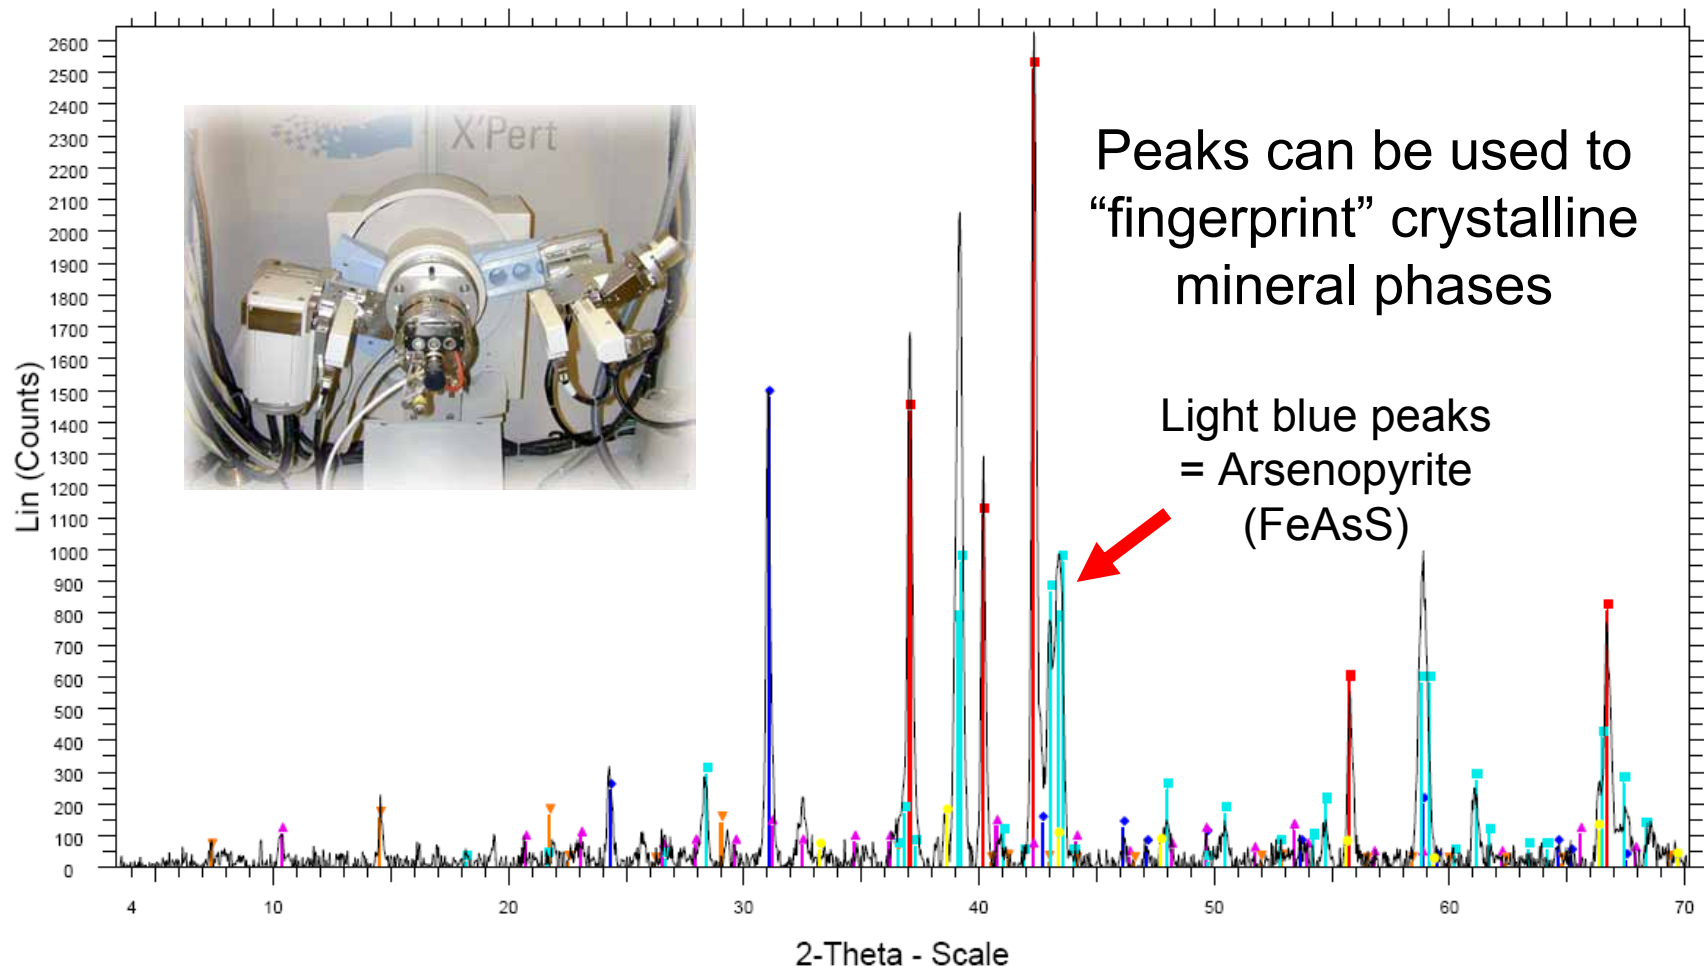 2600
2500
2400
2300
2200
2100
2000
1900
1800
1700
1600
1500
1400
1300
1200
1100
1000
900
800
700
600
500
400
300
200
100
0
Lin (Counts)
X'Pert
Peaks can be used to
“fingerprint” crystalline
mineral phases
Light blue peaks
= Arsenopyrite
(FeAsS)
4 10 20 30 40 50 60 70
2-Theta - Scale